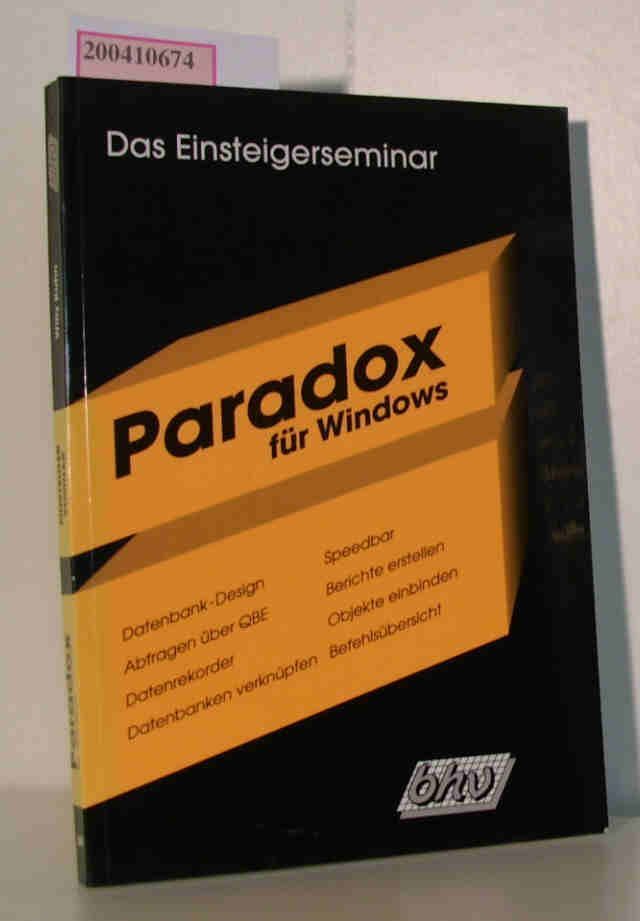 200410674
Das Einsteigerseminar
Paradox
für Windows
Datenbank-Design
Abfragen über QBE
Datenrekorder
Datenbanken verknüpfen
Speedbar
Berichte erstellen
Objekte einbinden
Befehlsübersicht
bhv
Paradox